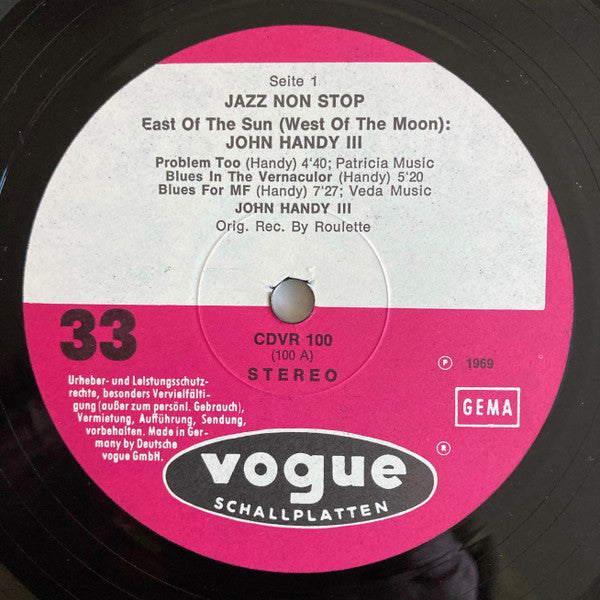 Seite 1
JAZZ NON STOP
East Of The Sun (West Of The Moon):
JOHN HANDY III
Problem Too (Handy) 4'40; Patricia Music
Blues In The Vernaculor (Handy) 5'20
Blues For MF (Handy) 7'27; Veda Music
JOHN HANDY III
Orig. Rec. By Roulette
33
CDVR 100
(100 A)
STEREO
℗ 1969
GEMA
Urheber- und Leistungsschutz-
rechte, besonders Vervielfälti-
gung (außer zum persönl. Gebrauch),
Vermietung, Aufführung, Sendung,
vorbehalten. Made in Ger-
many by Deutsche
vogue GmbH.
®
vogue
SCHALLPLATTEN